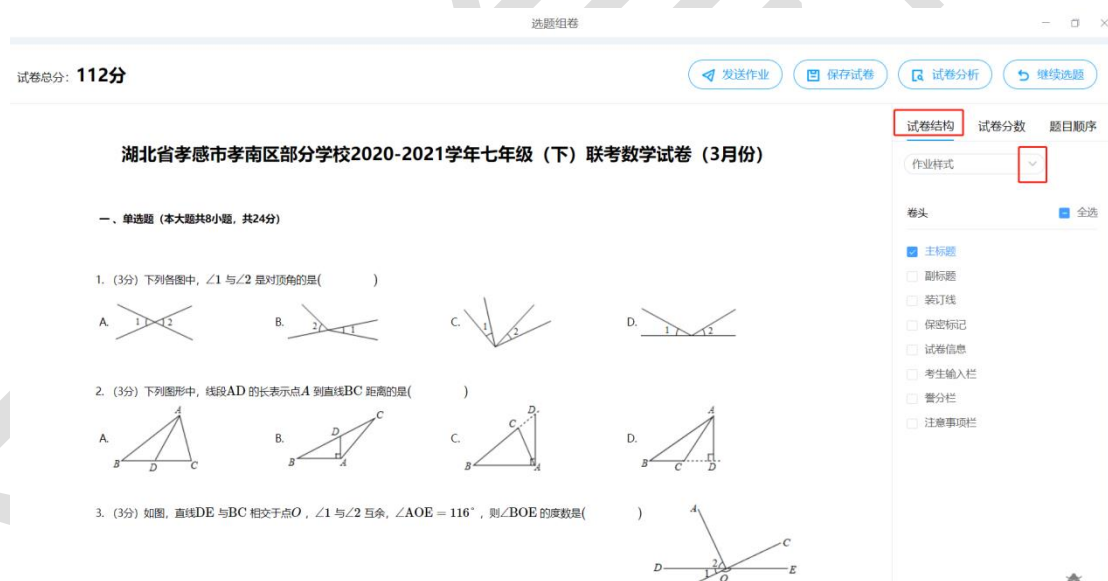 选题组卷
试卷总分：112分
发送作业 保存试卷 试卷分析 继续选题
试卷结构 试卷分数 题目顺序
作业样式
卷头 全选
主标题
副标题
装订线
保密标记
试卷信息
考生输入栏
誊分栏
注意事项栏
湖北省孝感市孝南区部分学校2020-2021学年七年级（下）联考数学试卷（3月份）
一、单选题（本大题共8小题，共24分）
1. （3分）下列各图中，∠1 与∠2 是对顶角的是( )
A. 1 2 B. 2 1 C. 1 2 D. 1 2
2. （3分）下列图形中，线段AD 的长表示点A 到直线BC 距离的是( )
A. A B D C B. B D A C C. B C D A D. A B C D
3. （3分）如图，直线DE 与BC 相交于点O ，∠1 与∠2 互余，∠AOE = 116° ，则∠BOE 的度数是( )
A
C
D 2 E
1 O